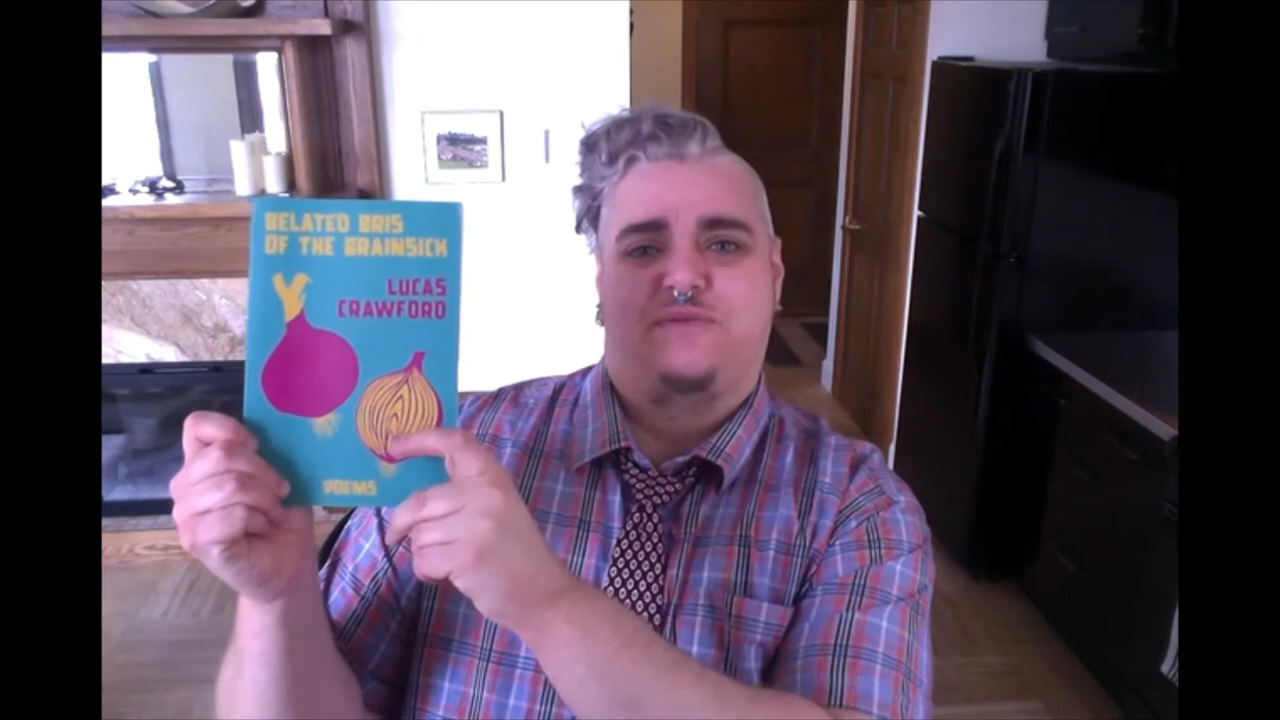 BELATED BRIS
OF THE BRAINSICK
LUCAS
CRAWFORD
POEMS